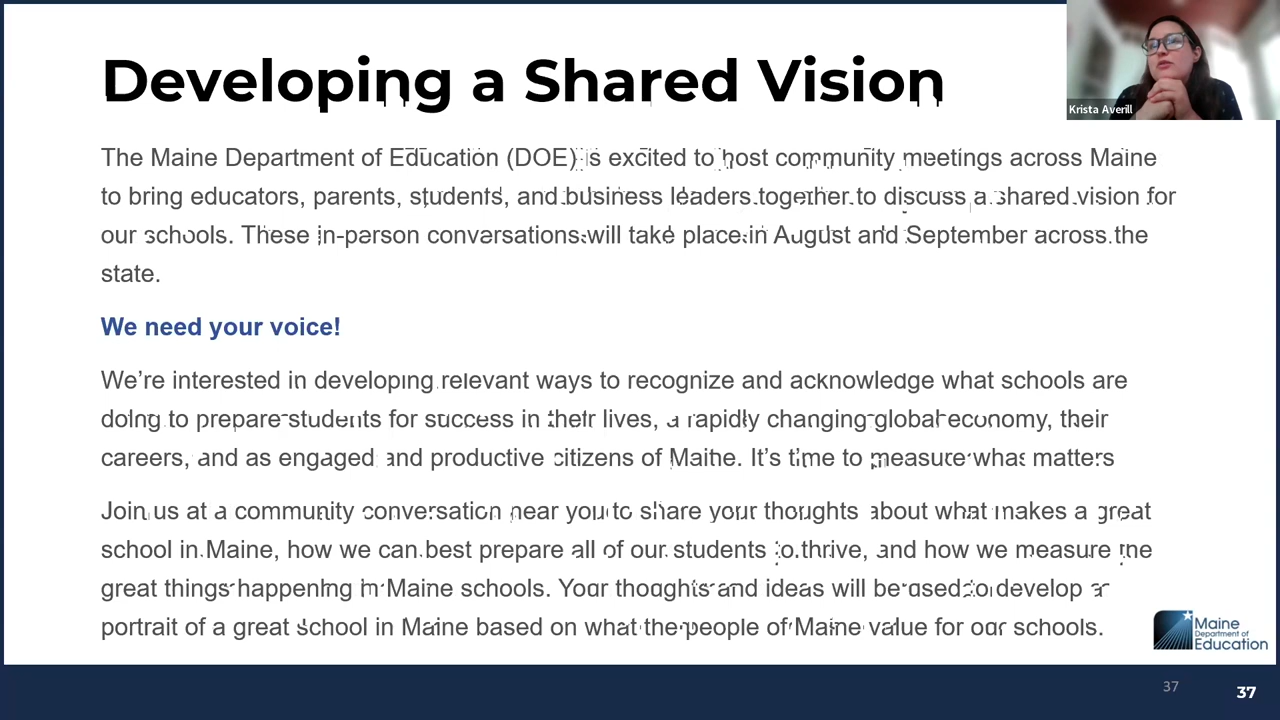 Developing a Shared Vision
Krista Averill
The Maine Department of Education (DOE) is excited to host community meetings across Maine
to bring educators, parents, students, and business leaders together to discuss a shared vision for
our schools. These in-person conversations will take place in August and September across the
state.
We need your voice!
We're interested in developing relevant ways to recognize and acknowledge what schools are
doing to prepare students for success in their lives, a rapidly changing global economy, their
careers, and as engaged and productive citizens of Maine. It's time to measure what matters
Join us at a community conversation near you to share your thoughts about what makes a great
school in Maine, how we can best prepare all of our students to thrive, and how we measure the
great things happening in Maine schools. Your thoughts and ideas will be used to develop a
portrait of a great school in Maine based on what the people of Maine value for our schools.
Maine
Department of
Education
37
37